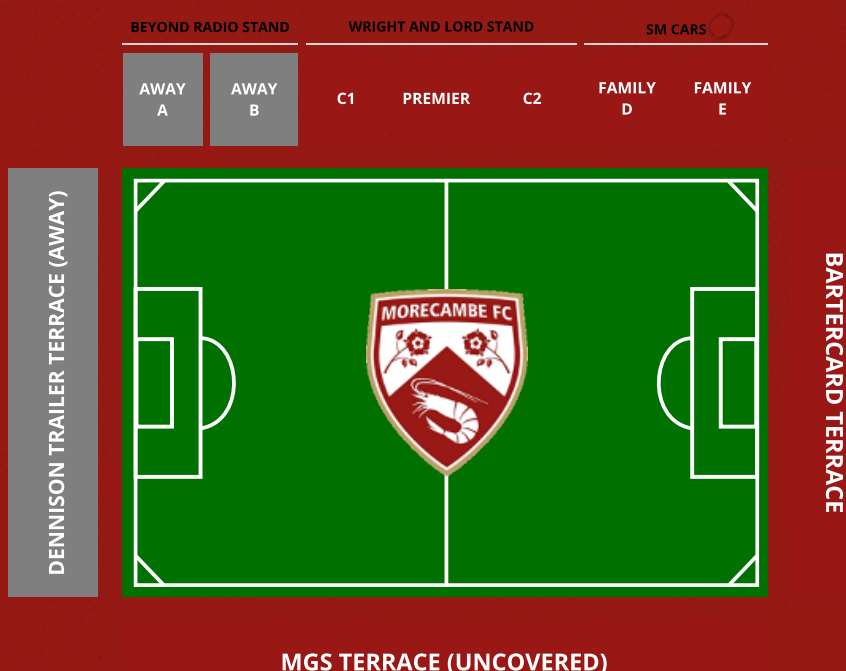 BEYOND RADIO STAND
WRIGHT AND LORD STAND
SM CARS
AWAY
A
AWAY
B
C1
PREMIER
C2
FAMILY
D
FAMILY
E
DENNISON TRAILER TERRACE (AWAY)
MORECAMBE FC
BARTERCARD TERRACE
MGS TERRACE (UNCOVERED)